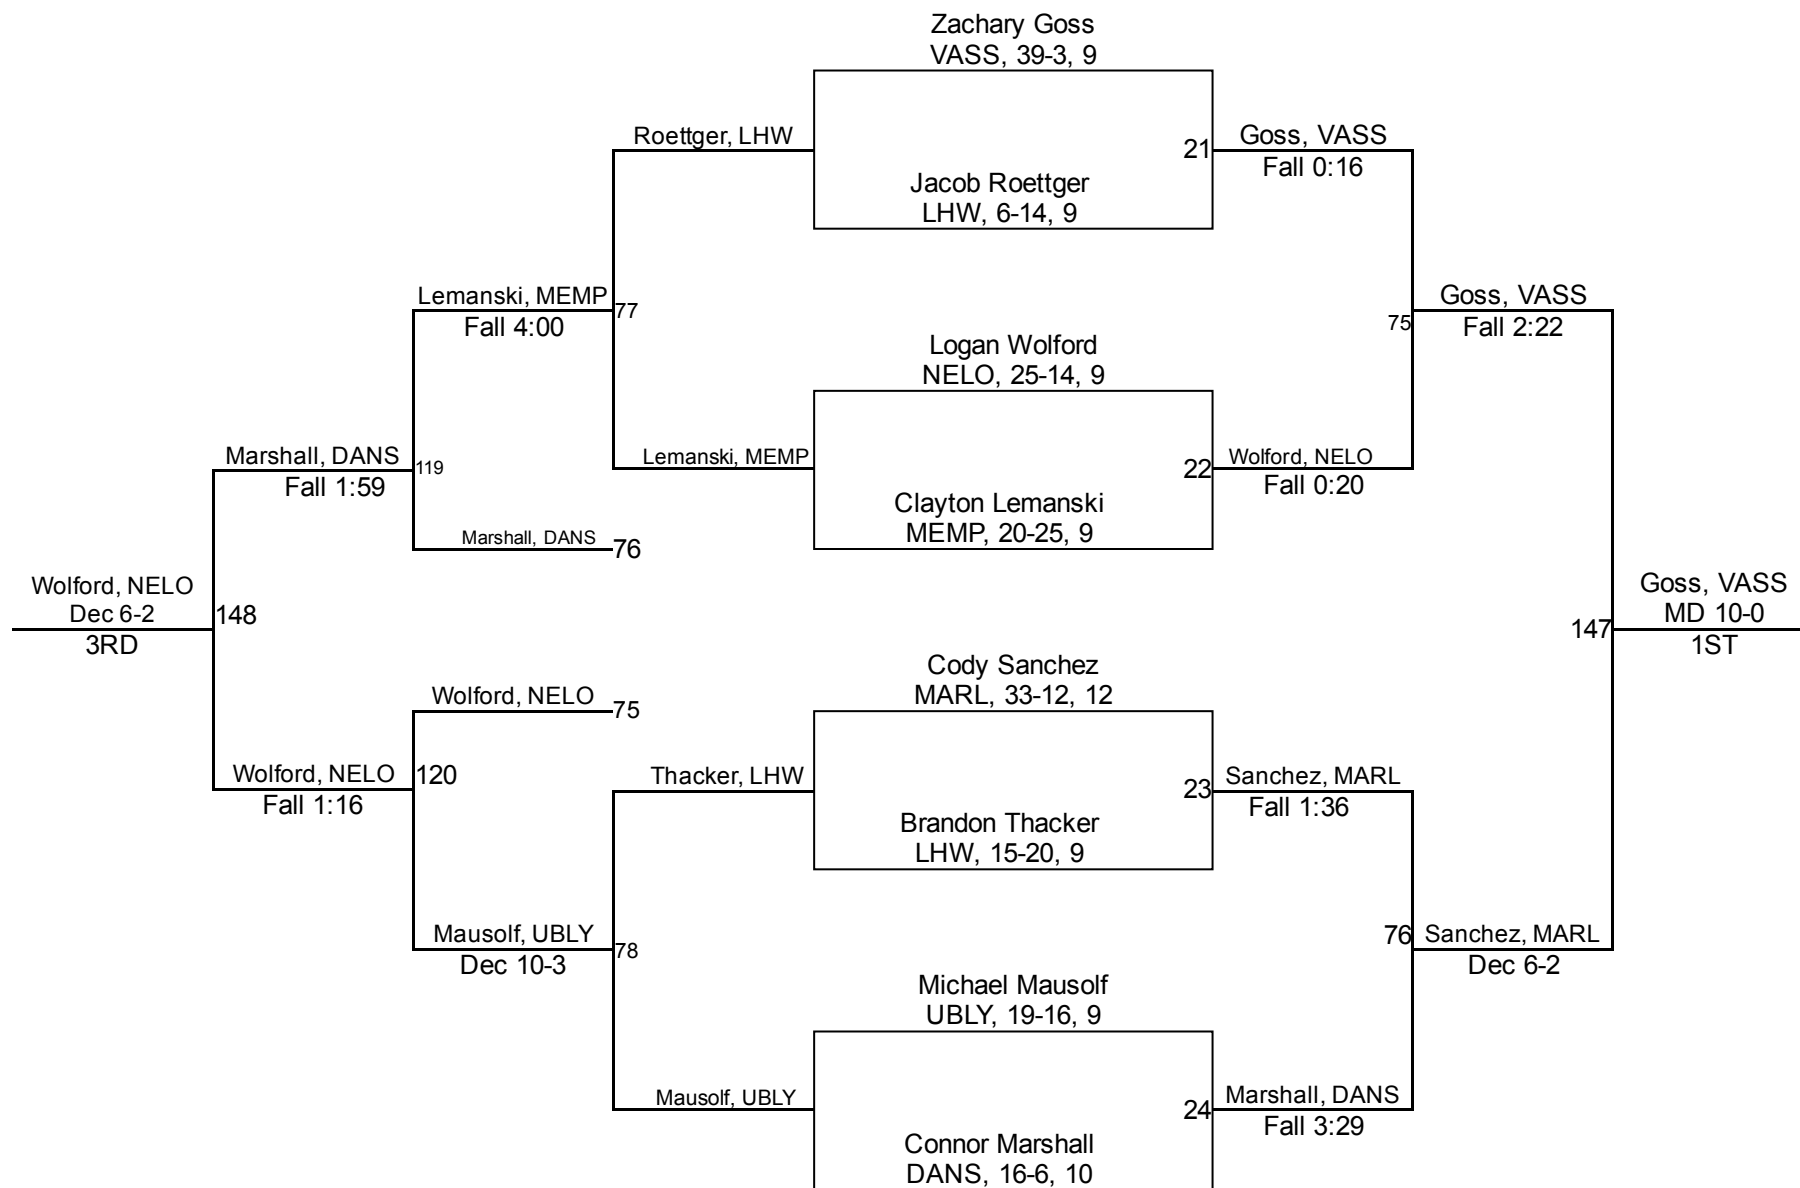 Zachary Goss
VASS, 39-3, 9
Roettger, LHW
21
Goss, VASS
Fall 0:16
Jacob Roettger
LHW, 6-14, 9
Lemanski, MEMP
Fall 4:00
77
Goss, VASS
Fall 2:22
75
Logan Wolford
NELO, 25-14, 9
Marshall, DANS
Fall 1:59
119
Lemanski, MEMP
22
Wolford, NELO
Fall 0:20
Clayton Lemanski
MEMP, 20-25, 9
Marshall, DANS
76
Wolford, NELO
Dec 6-2
3RD
148
147
Goss, VASS
MD 10-0
1ST
Cody Sanchez
MARL, 33-12, 12
Wolford, NELO
75
Wolford, NELO
Fall 1:16
120
Thacker, LHW
23
Sanchez, MARL
Fall 1:36
Brandon Thacker
LHW, 15-20, 9
Mausolf, UBLY
Dec 10-3
78
76
Sanchez, MARL
Dec 6-2
Michael Mausolf
UBLY, 19-16, 9
Mausolf, UBLY
24
Marshall, DANS
Fall 3:29
Connor Marshall
DANS, 16-6, 10